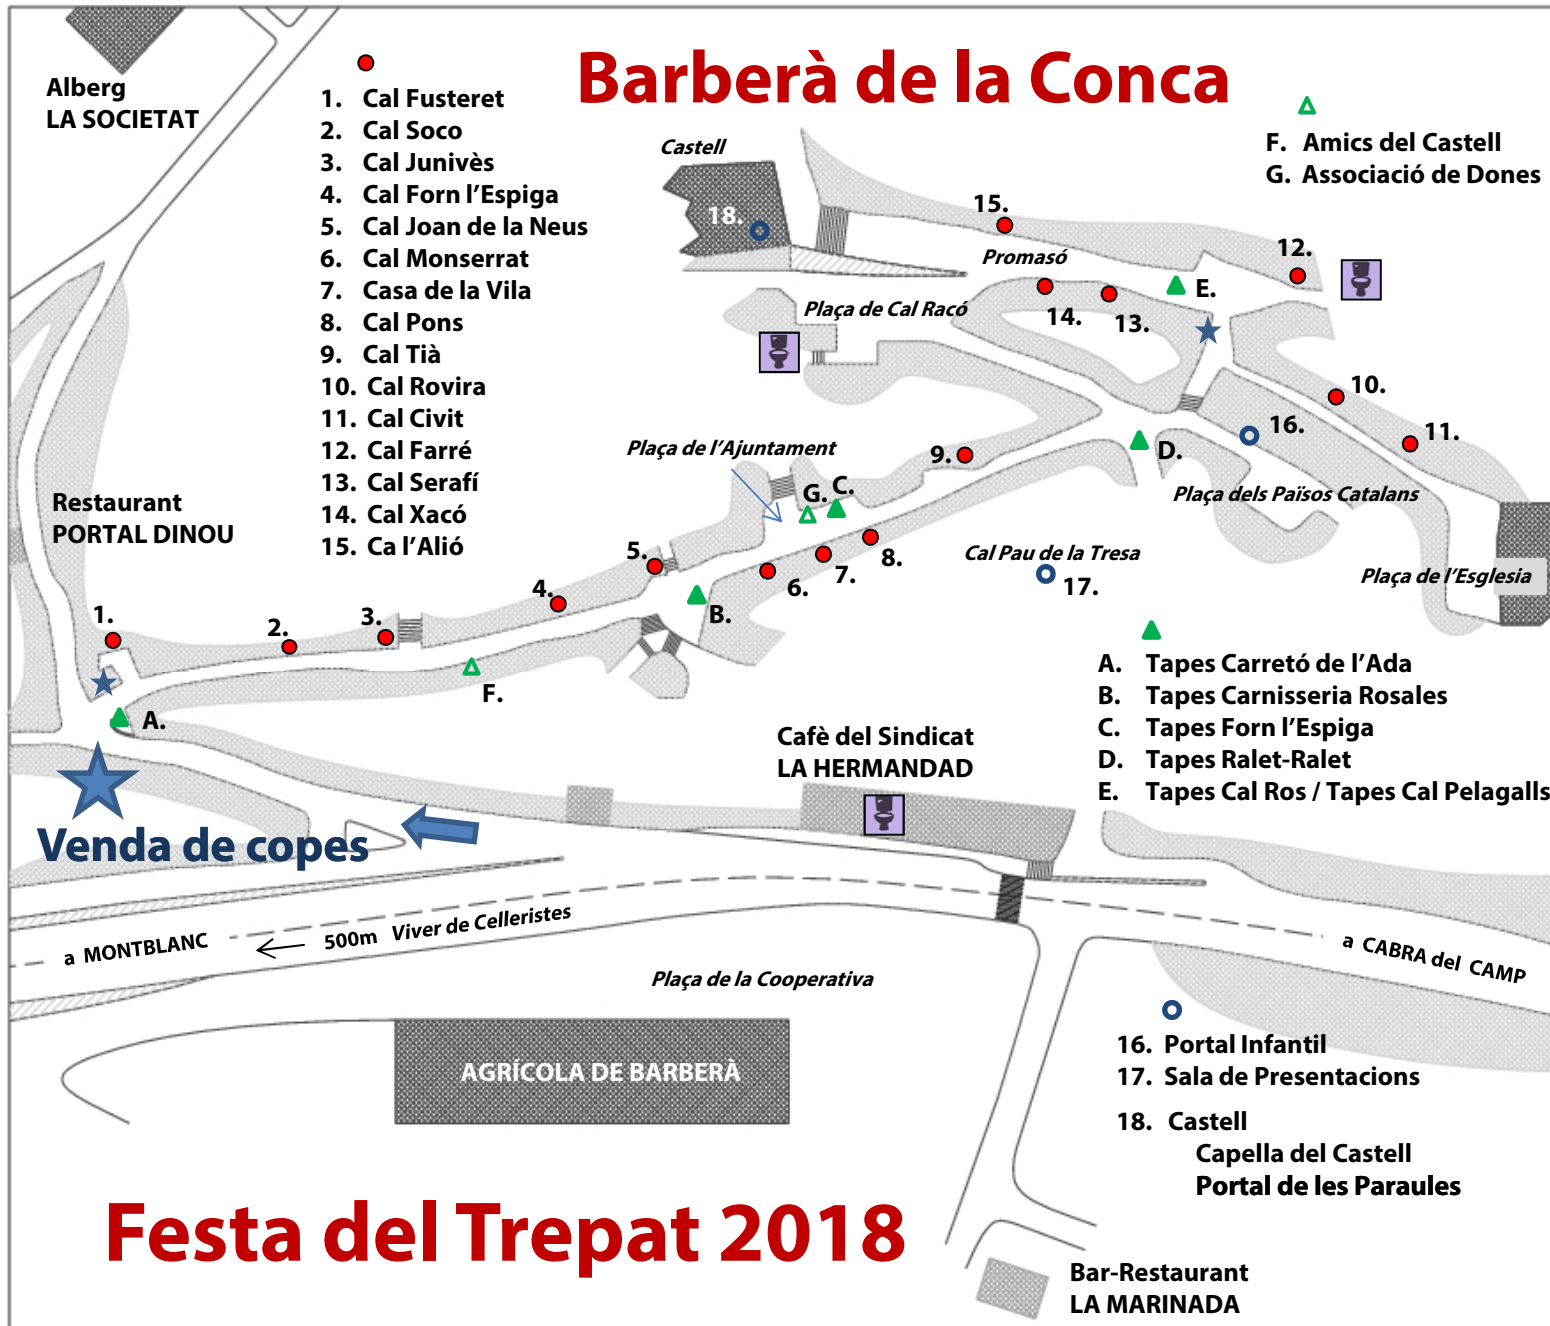 Barberà de la Conca
Alberg
LA SOCIETAT
1. Cal Fusteret
2. Cal Soco
3. Cal Junivès
4. Cal Forn l'Espiga
5. Cal Joan de la Neus
6. Cal Monserrat
7. Casa de la Vila
8. Cal Pons
9. Cal Tià
10. Cal Rovira
11. Cal Civit
12. Cal Farré
13. Cal Serafí
14. Cal Xacó
15. Ca l'Alió
F. Amics del Castell
G. Associació de Dones
Castell
18.
15.
Promasó
12.
E.
Plaça de Cal Racó
14.
13.
10.
16.
11.
Plaça de l'Ajuntament
9.
D.
G.
C.
Plaça dels Països Catalans
Restaurant
PORTAL DINOU
5.
8.
7.
6.
Cal Pau de la Tresa
17.
Plaça de l'Esglesia
4.
B.
3.
2.
1.
F.
A.
A. Tapes Carretó de l'Ada
B. Tapes Carnisseria Rosales
C. Tapes Forn l'Espiga
D. Tapes Ralet-Ralet
E. Tapes Cal Ros / Tapes Cal Pelagalls
Cafè del Sindicat
LA HERMANDAD
Venda de copes
a MONTBLANC
500m Viver de Celleristes
a CABRA del CAMP
Plaça de la Cooperativa
AGRÍCOLA DE BARBERÀ
16. Portal Infantil
17. Sala de Presentacions
18. Castell
Capella del Castell
Portal de les Paraules
Festa del Trepat 2018
Bar-Restaurant
LA MARINADA